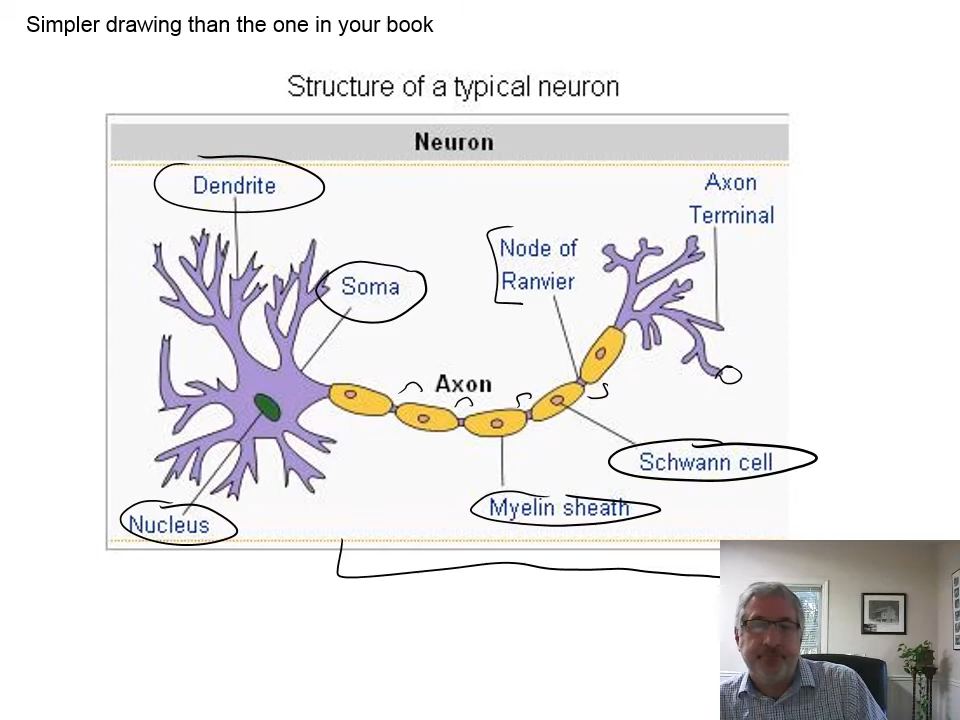 Simpler drawing than the one in your book
Structure of a typical neuron
Neuron
Dendrite
Axon
Terminal
Node of
Ranvier
Soma
Axon
Schwann cell
Myelin sheath
Nucleus